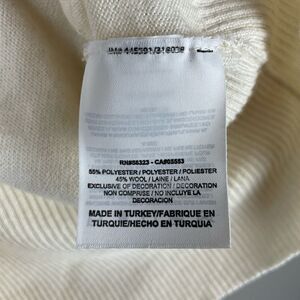 RN#56323 - CA#05553
55% POLYESTER / POLYESTER / POLIESTER
45% WOOL / LAINE / LANA
EXCLUSIVE OF DECORATION / DECORATION
NON COMPRISE / NO INCLUYE LA
DECORACION
MADE IN TURKEY/FABRIQUE EN
TURQUIE/HECHO EN TURQUIA